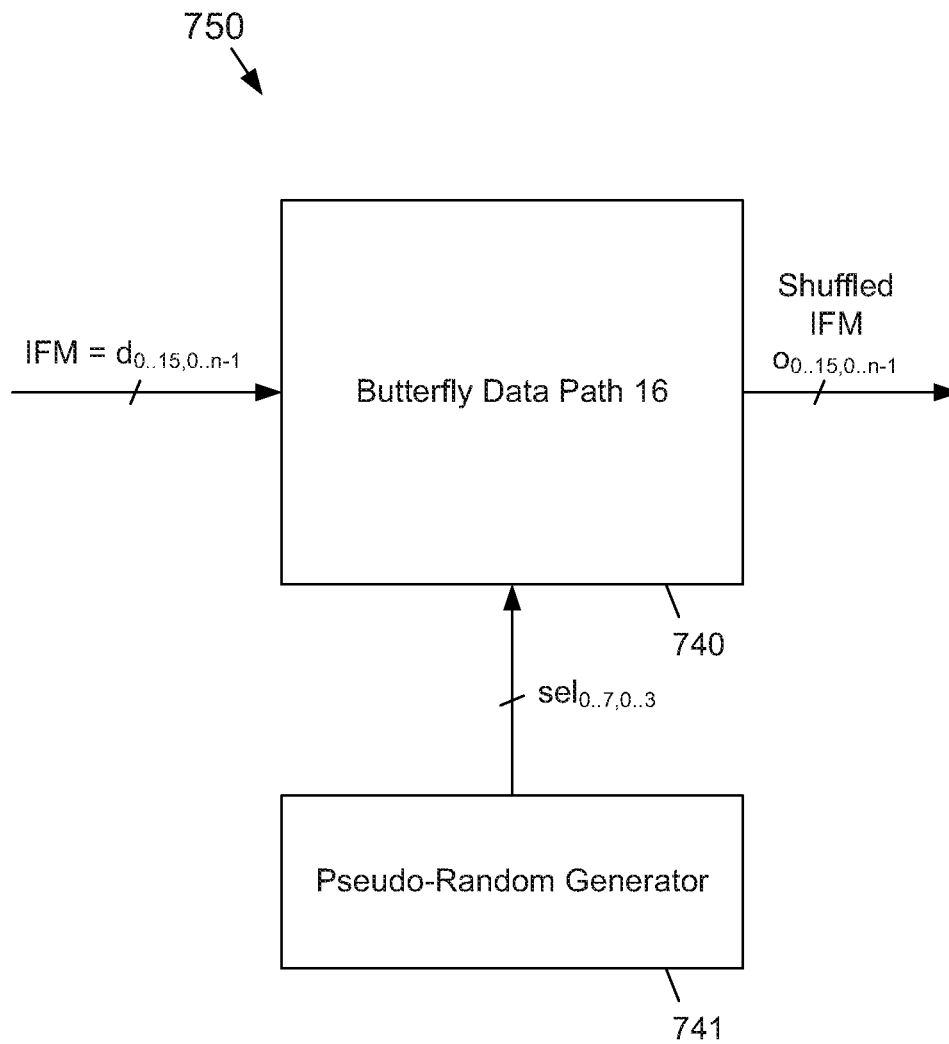 750
IFM = d0..15,0..n-1
Butterfly Data Path 16
Shuffled
IFM
o0..15,0..n-1
740
sel0..7,0..3
Pseudo-Random Generator
741